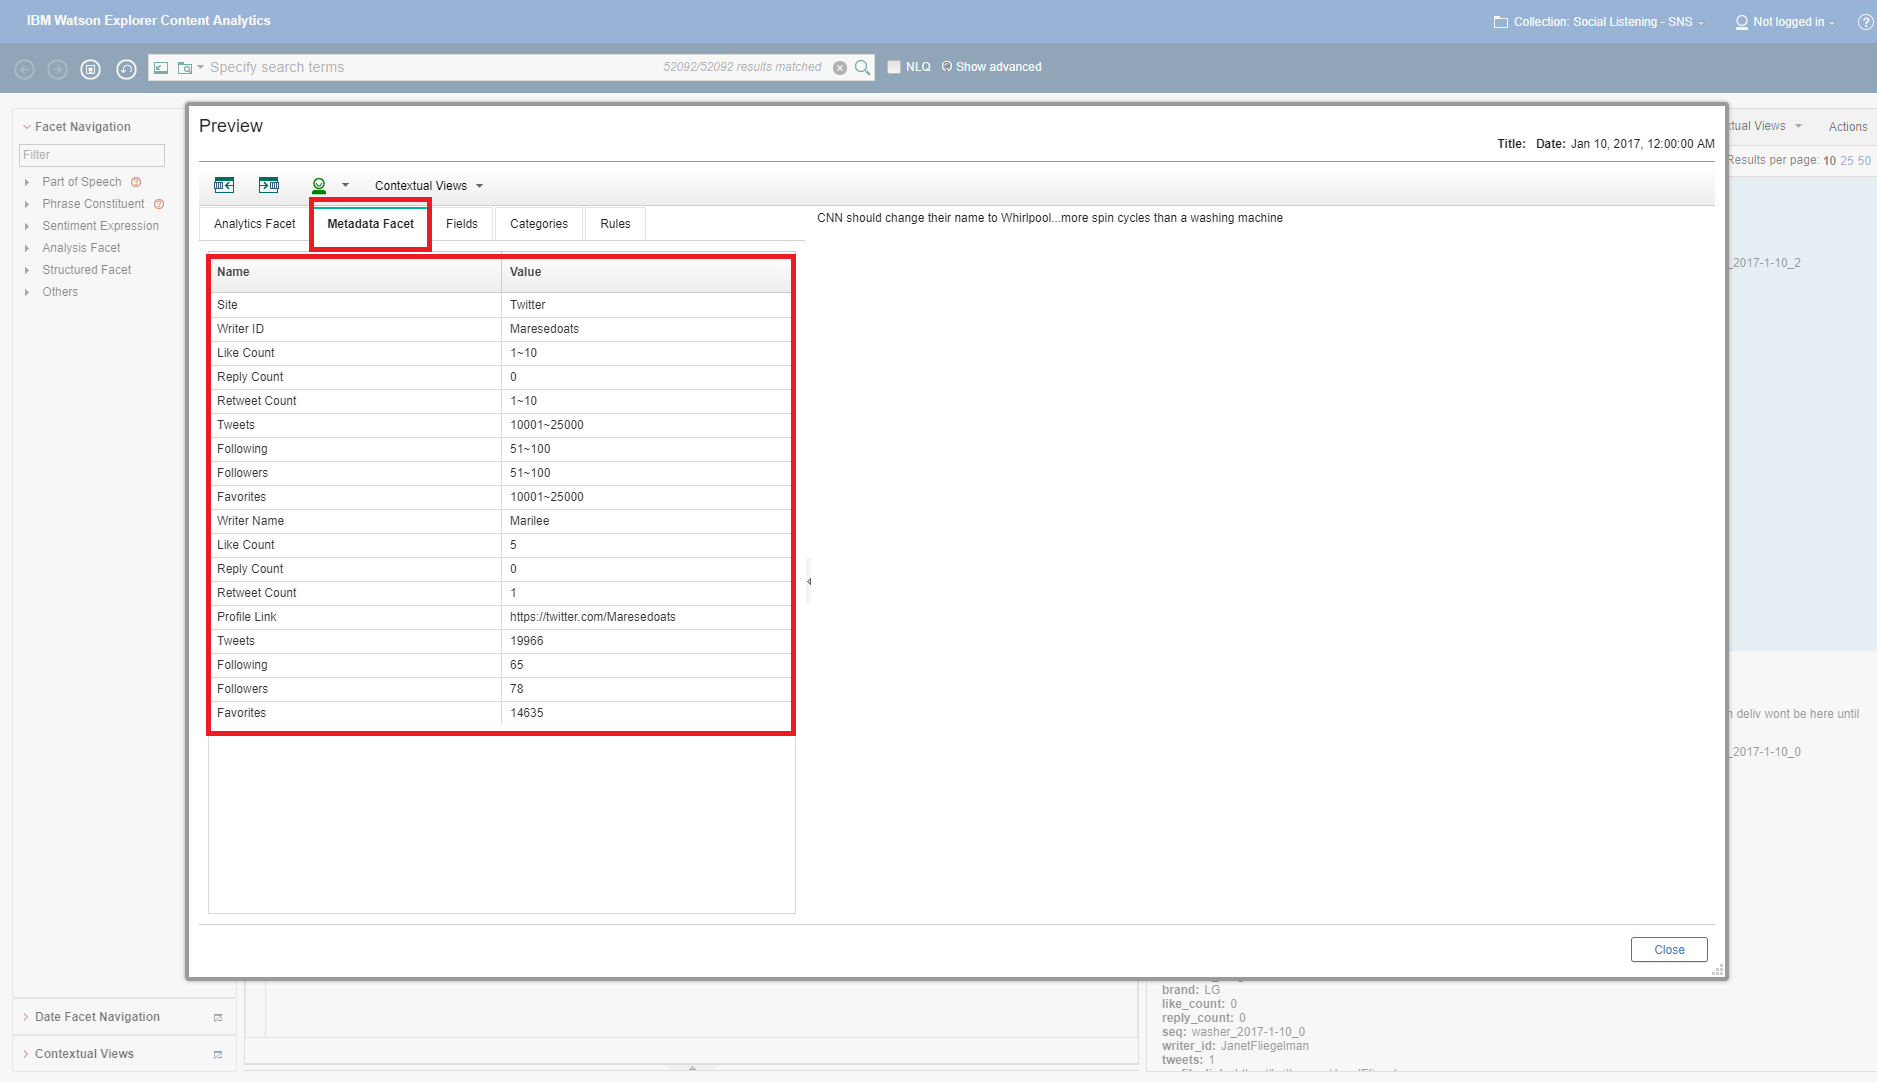 IBM Watson Explorer Content Analytics
Collection: Social Listening - SNS
Not logged in
?
Specify search terms
52092/52092 results matched
NLQ
Show advanced
Facet Navigation
Filter
Part of Speech
Phrase Constituent
Sentiment Expression
Analysis Facet
Structured Facet
Others
Date Facet Navigation
Contextual Views
Preview
Title: Date: Jan 10, 2017, 12:00:00 AM
Contextual Views
Analytics Facet Metadata Facet Fields Categories Rules
CNN should change their name to Whirlpool...more spin cycles than a washing machine
Name Value
Site Twitter
Writer ID Maresedoats
Like Count 1~10
Reply Count 0
Retweet Count 1~10
Tweets 10001~25000
Following 51~100
Followers 51~100
Favorites 10001~25000
Writer Name Marilee
Like Count 5
Reply Count 0
Retweet Count 1
Profile Link https://twitter.com/Maresedoats
Tweets 19966
Following 65
Followers 78
Favorites 14635
Close
Views Actions
Results per page: 10 25 50
_2017-1-10_2
deliv wont be here until
_2017-1-10_0
brand: LG
like_count: 0
reply_count: 0
seq: washer_2017-1-10_0
writer_id: JanetFliegelman
tweets: 1